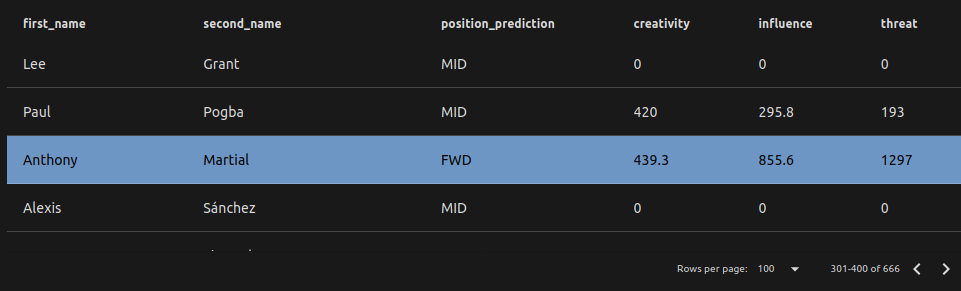 first_name second_name position_prediction creativity influence threat
Lee Grant MID 0 0 0
Paul Pogba MID 420 295.8 193
Anthony Martial FWD 439.3 855.6 1297
Alexis Sánchez MID 0 0 0
Rows per page: 100 301-400 of 666